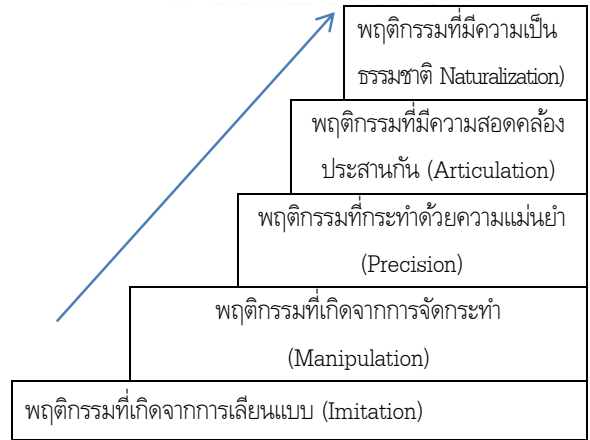 พฤติกรรมที่มีความเป็น
ธรรมชาติ Naturalization)
พฤติกรรมที่มีความสอดคล้อง
ประสานกัน (Articulation)
พฤติกรรมที่กระทำด้วยความแม่นยำ
(Precision)
พฤติกรรมที่เกิดจากการจัดกระทำ
(Manipulation)
พฤติกรรมที่เกิดจากการเลียนแบบ (Imitation)